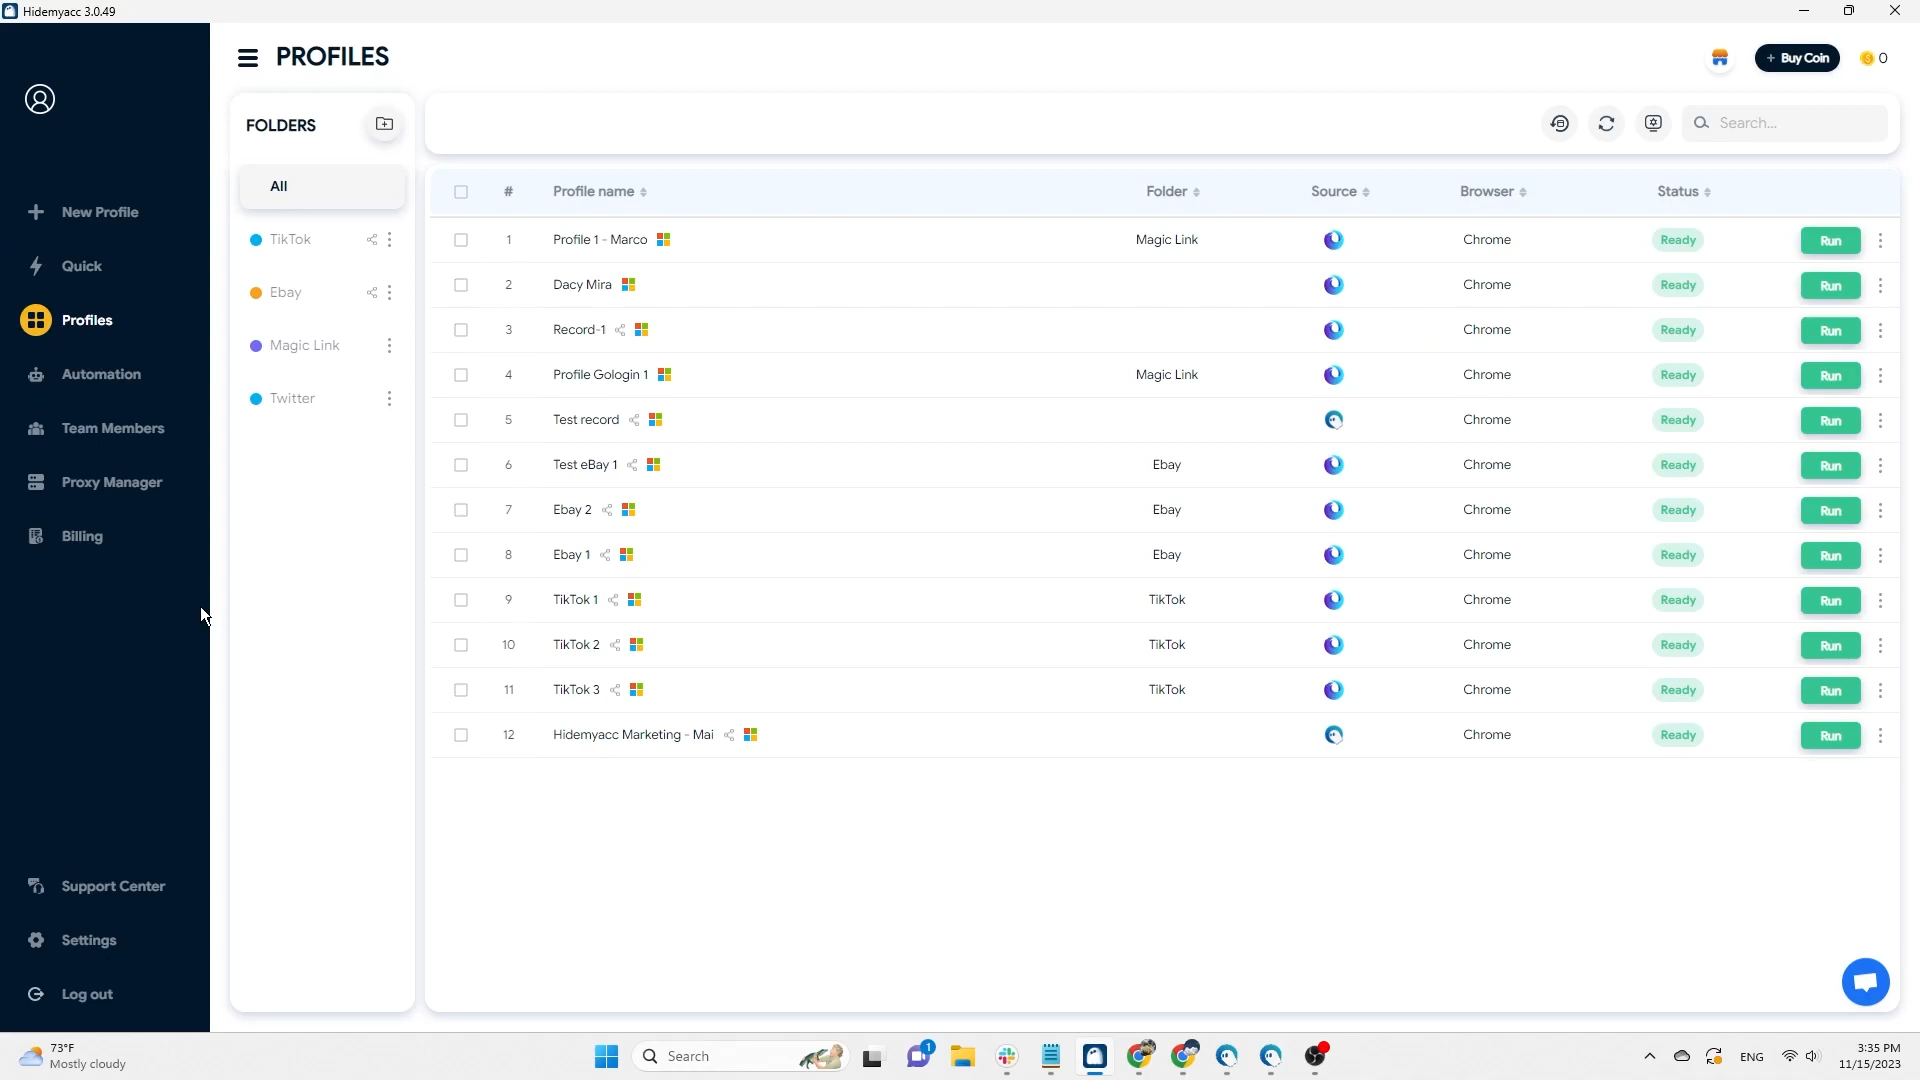 Hidemyacc 3.0.49
PROFILES
+ Buy Coin
0
FOLDERS
Search...
All
TikTok
Ebay
Magic Link
Twitter
New Profile
Quick
Profiles
Automation
Team Members
Proxy Manager
Billing
Support Center
Settings
Log out
# Profile name Folder Source Browser Status
1 Profile 1 - Marco Magic Link Chrome Ready Run
2 Dacy Mira Chrome Ready Run
3 Record-1 Chrome Ready Run
4 Profile Gologin 1 Magic Link Chrome Ready Run
5 Test record Chrome Ready Run
6 Test eBay 1 Ebay Chrome Ready Run
7 Ebay 2 Ebay Chrome Ready Run
8 Ebay 1 Ebay Chrome Ready Run
9 TikTok 1 TikTok Chrome Ready Run
10 TikTok 2 TikTok Chrome Ready Run
11 TikTok 3 TikTok Chrome Ready Run
12 Hidemyacc Marketing - Mai Chrome Ready Run
73°F
Mostly cloudy
Search
1
ENG
3:35 PM
11/15/2023